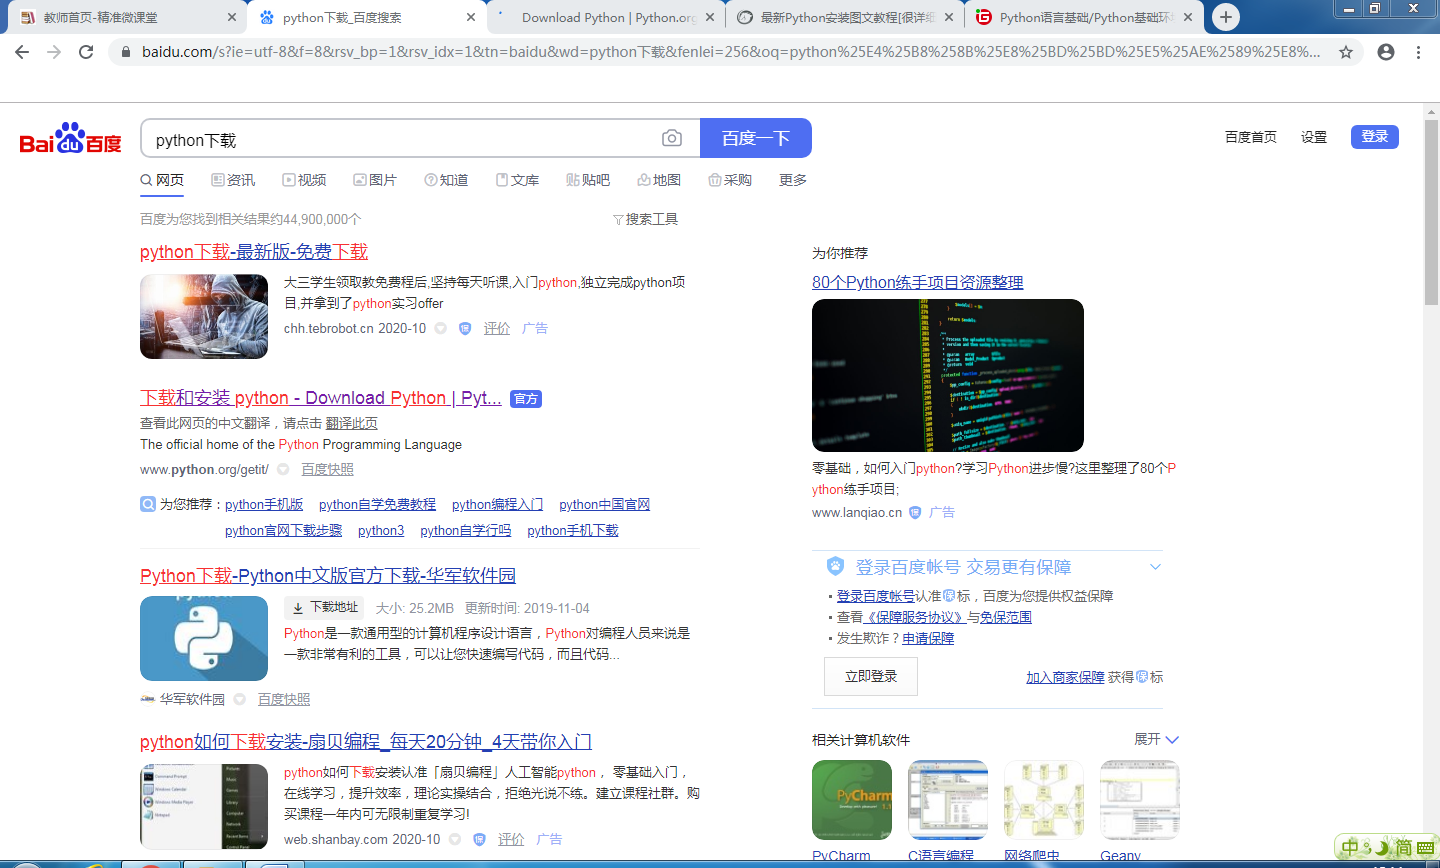 教师首页-精准微课堂
python下载_百度搜索
Download Python | Python.org
最新Python安装图文教程[很详细
Python语言基础/Python基础环境
baidu.com/s?ie=utf-8&f=8&rsv_bp=1&rsv_idx=1&tn=baidu&wd=python下载&fenlei=256&oq=python%25E4%25B8%258B%25E8%25BD%25BD%25E5%25AE%2589%25E8%...
Bai du 百度
python下载
百度一下
百度首页 设置 登录
网页 资讯 视频 图片 知道 文库 贴吧 地图 采购 更多
百度为您找到相关结果约44,900,000个
搜索工具
python下载-最新版-免费下载
大三学生领取教免费程后,坚持每天听课,入门python,独立完成python项
目,并拿到了python实习offer
chh.tebrobot.cn 2020-10 评价 广告
下载和安装 python - Download Python | Pyt... 官方
查看此网页的中文翻译，请点击 翻译此页
The official home of the Python Programming Language
www.python.org/getit/ 百度快照
为您推荐： python手机版 python自学免费教程 python编程入门 python中国官网
python官网下载步骤 python3 python自学行吗 python手机下载
Python下载-Python中文版官方下载-华军软件园
下载地址 大小: 25.2MB 更新时间: 2019-11-04
Python是一款通用型的计算机程序设计语言，Python对编程人员来说是
一款非常有利的工具，可以让您快速编写代码，而且代码...
华军软件园 百度快照
python如何下载安装-扇贝编程_每天20分钟_4天带你入门
python如何下载安装认准「扇贝编程」人工智能python， 零基础入门，
在线学习，提升效率，理论实操结合，拒绝光说不练。建立课程社群。购
买课程一年内可无限制重复学习!
web.shanbay.com 2020-10 评价 广告
为你推荐
80个Python练手项目资源整理
零基础，如何入门python?学习Python进步慢?这里整理了80个P
ython练手项目;
www.lanqiao.cn 广告
登录百度帐号 交易更有保障
登录百度帐号认准保标，百度为您提供权益保障
查看《保障服务协议》与免保范围
发生欺诈？申请保障
立即登录
加入商家保障 获得保标
相关计算机软件 展开
PyCharm
PyCharm C语言编程 网络爬虫 Geany
中 简